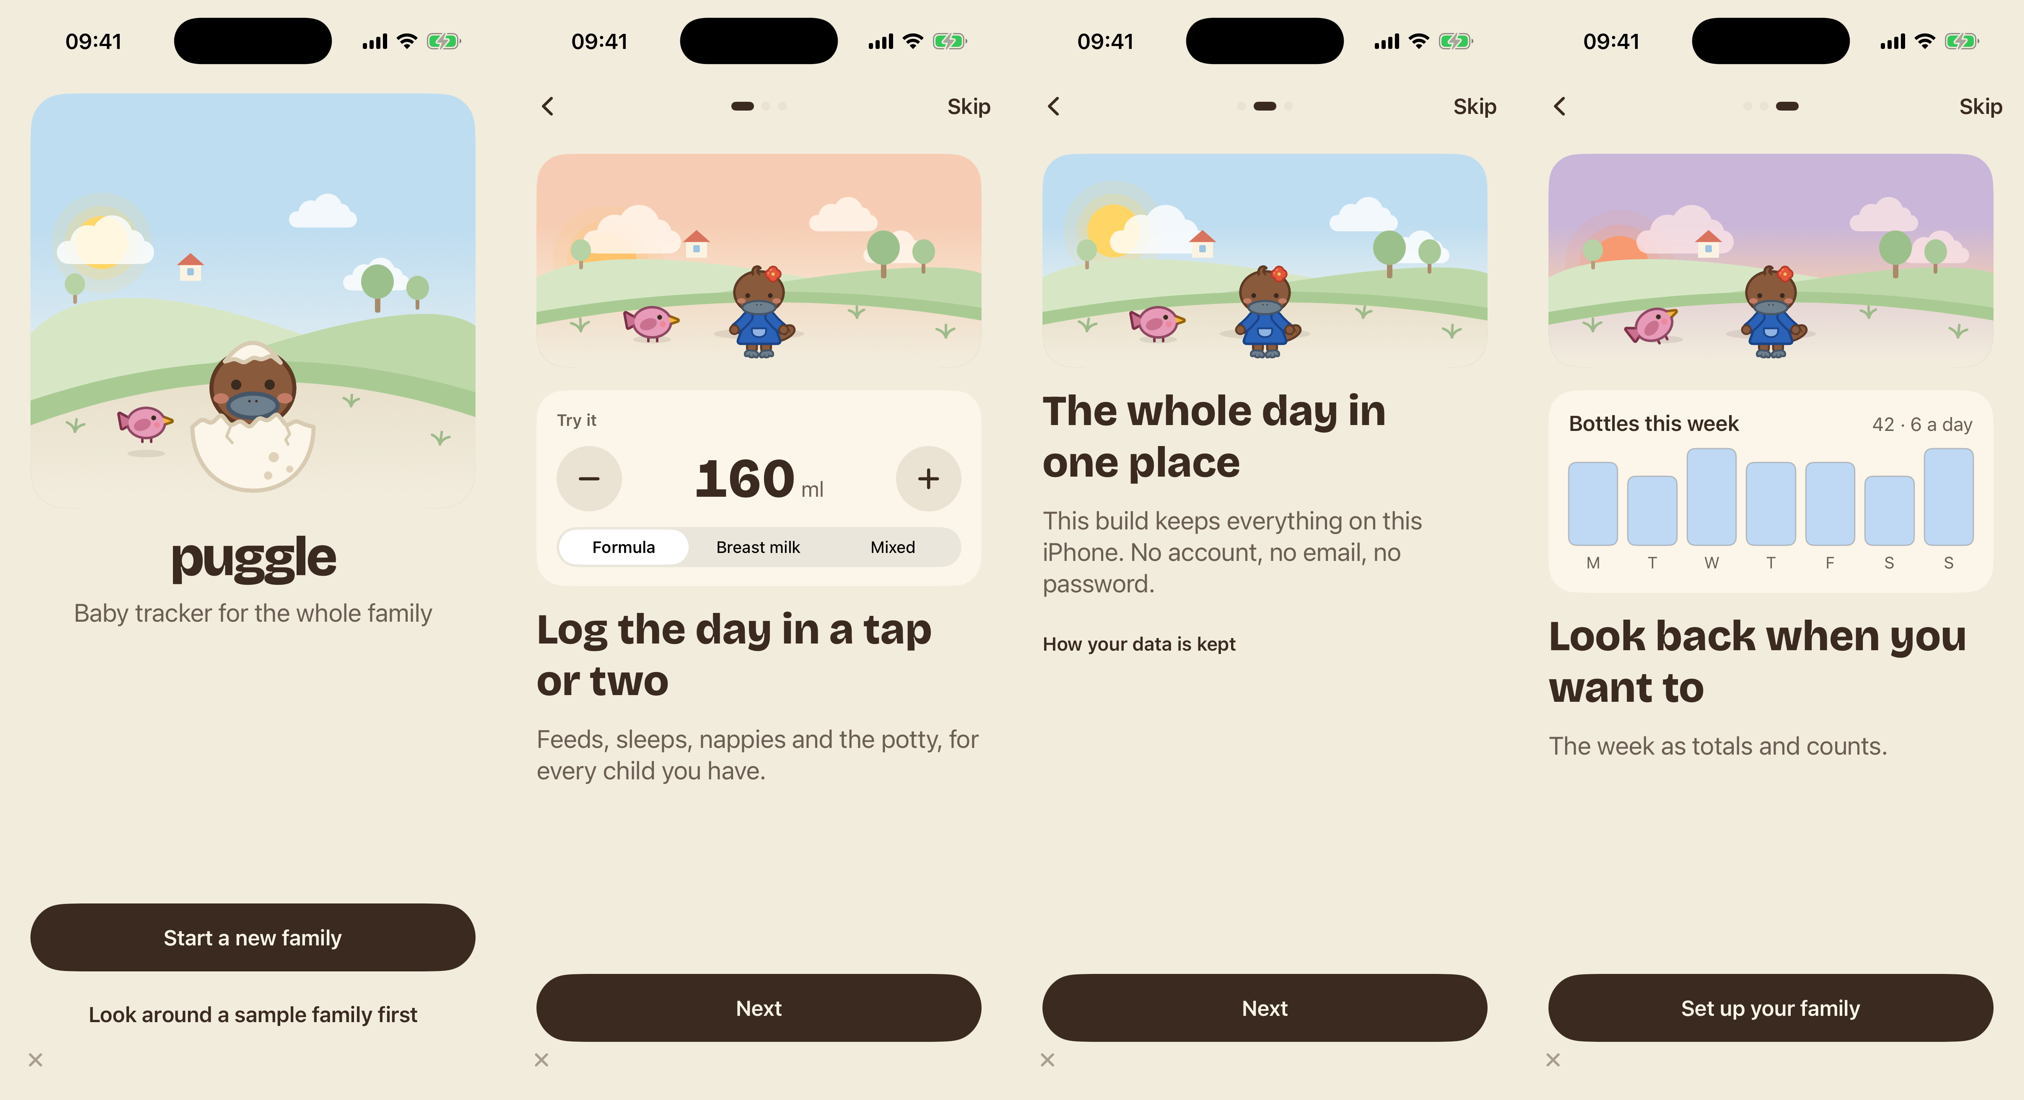 09:41
puggle
Baby tracker for the whole family
Start a new family
Look around a sample family first
09:41
Skip
Try it
160 ml
Formula
Breast milk
Mixed
Log the day in a tap
or two
Feeds, sleeps, nappies and the potty, for
every child you have.
Next
09:41
Skip
The whole day in
one place
This build keeps everything on this
iPhone. No account, no email, no
password.
How your data is kept
Next
09:41
Skip
Bottles this week
42 · 6 a day
M T W T F S S
Look back when you
want to
The week as totals and counts.
Set up your family